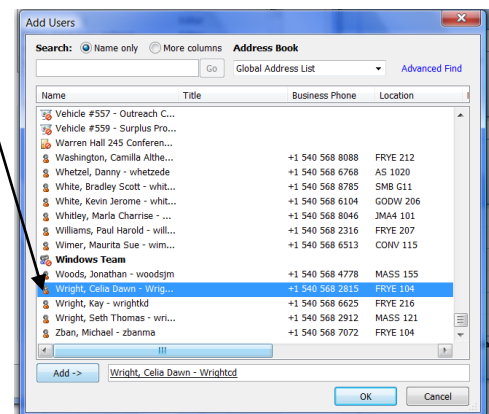 Add Users
Search: Name only More columns Address Book
Go Global Address List Advanced Find
Name Title Business Phone Location
Vehicle #557 - Outreach C...
Vehicle #559 - Surplus Pro...
Warren Hall 245 Conferen...
Washington, Camilla Althe... +1 540 568 8088 FRYE 212
Whetzel, Danny - whetzede +1 540 568 6768 AS 1020
White, Bradley Scott - whit... +1 540 568 8785 SMB G11
White, Kevin Jerome - whit... +1 540 568 6104 GODW 206
Whitley, Marla Charrise - ... +1 540 568 8046 JMA4 101
Williams, Paul Harold - will... +1 540 568 2316 FRYE 207
Wimer, Maurita Sue - wim... +1 540 568 6513 CONV 115
Windows Team
Woods, Jonathan - woodsjm +1 540 568 4778 MASS 155
Wright, Celia Dawn - Wrig... +1 540 568 2815 FRYE 104
Wright, Kay - wrightkd +1 540 568 6625 FRYE 216
Wright, Seth Thomas - wri... +1 540 568 2912 MASS 121
Zban, Michael - zbanma +1 540 568 7072 FRYE 104
Add -> Wright, Celia Dawn - Wrightcd
OK Cancel